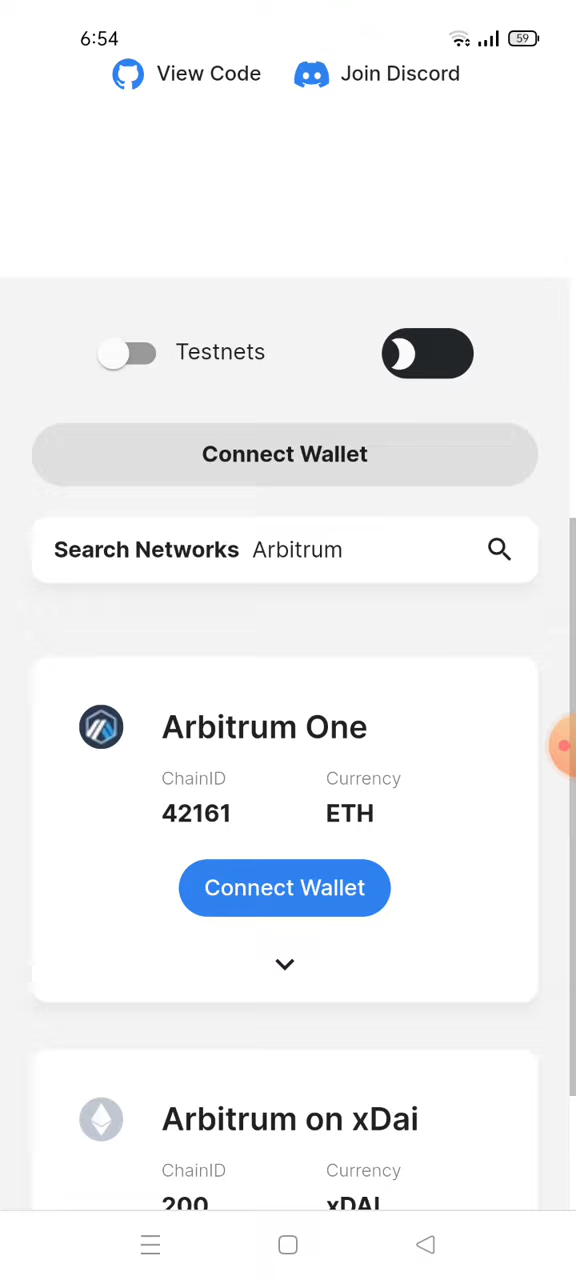 6:54
59
View Code
Join Discord
Testnets
Connect Wallet
Search Networks Arbitrum
Arbitrum One
ChainID Currency
42161 ETH
Connect Wallet
Arbitrum on xDai
ChainID Currency
200 xDAI